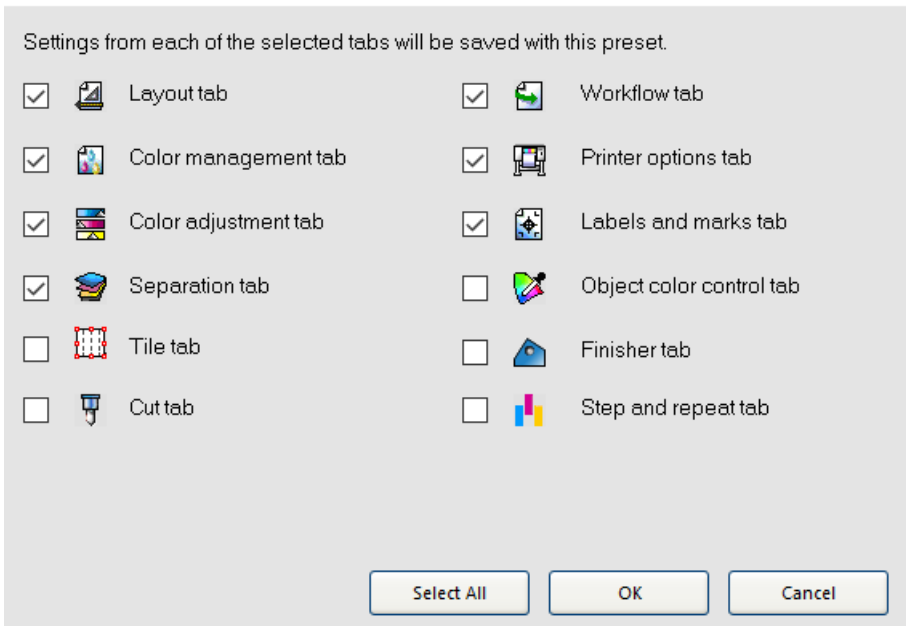 Settings from each of the selected tabs will be saved with this preset.
Layout tab
Workflow tab
Color management tab
Printer options tab
Color adjustment tab
Labels and marks tab
Separation tab
Object color control tab
Tile tab
Finisher tab
Cut tab
Step and repeat tab
Select All
OK
Cancel